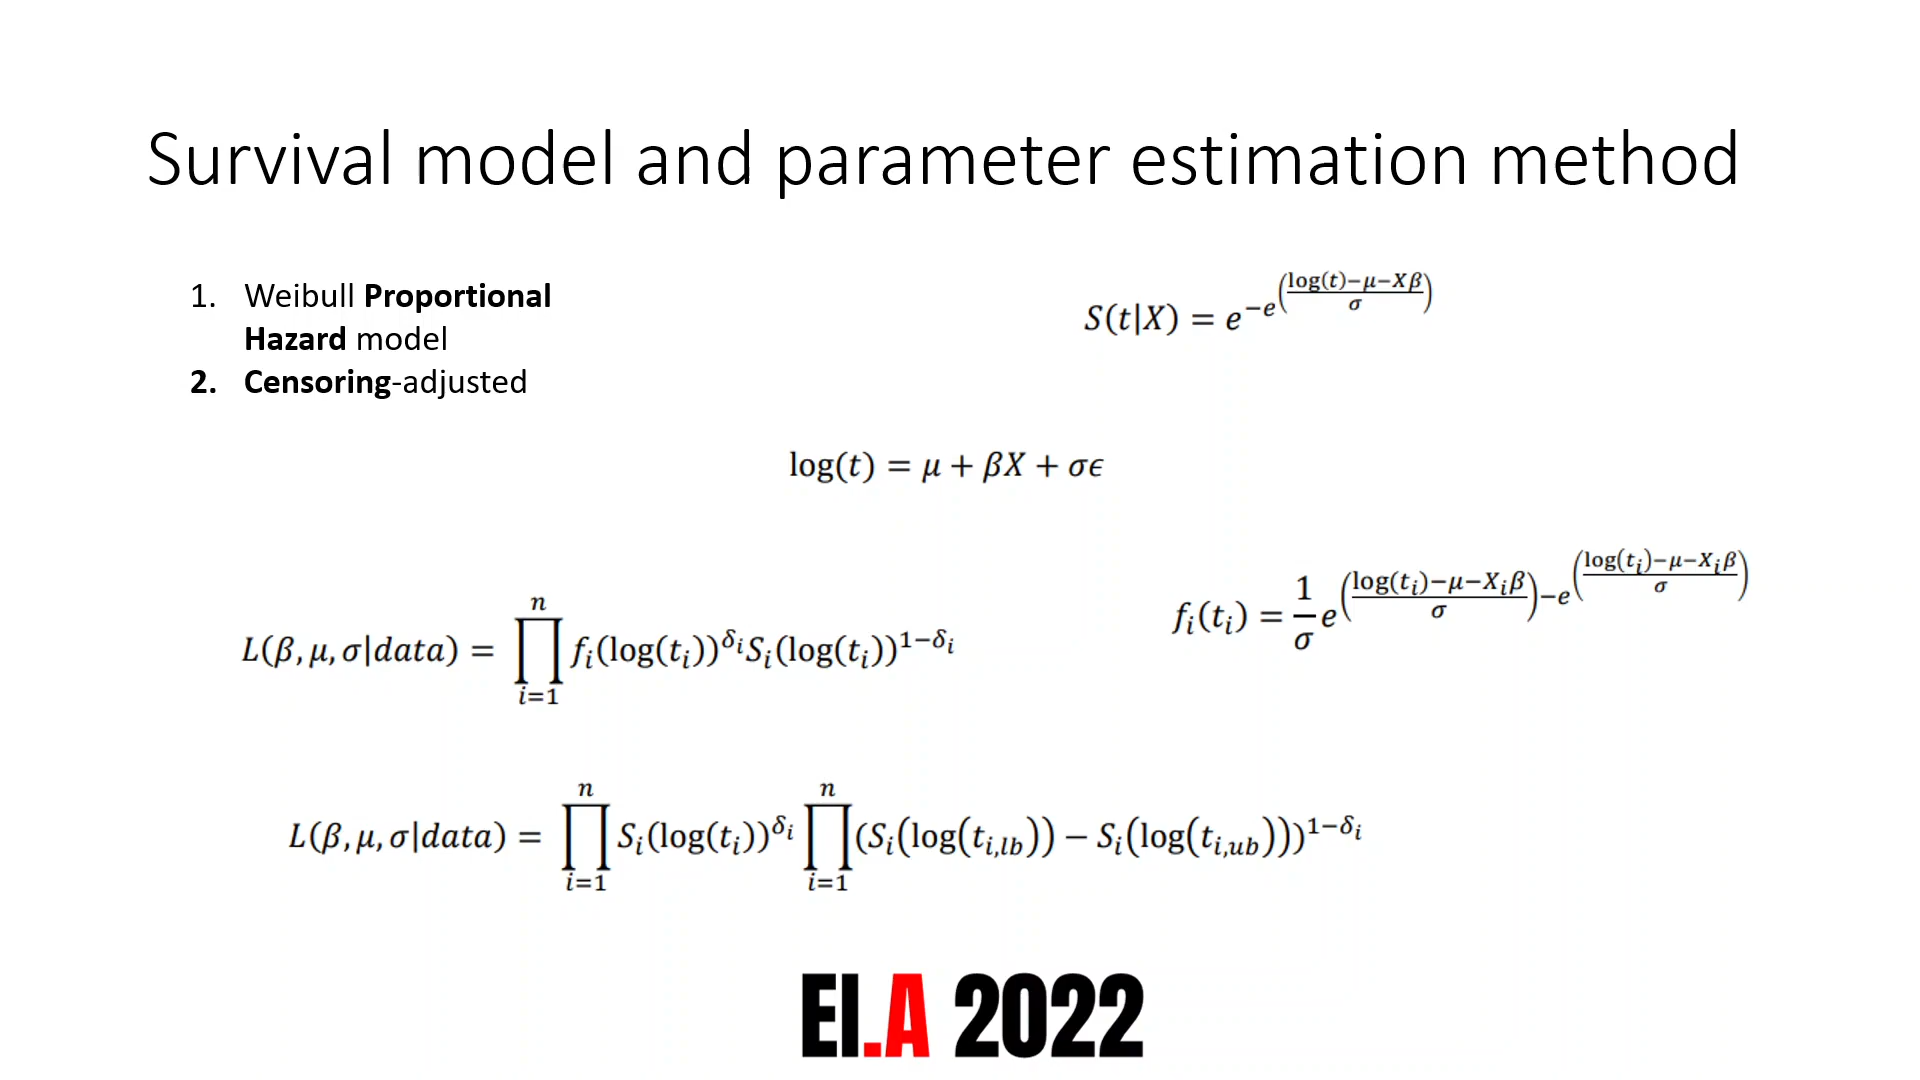 Survival model and parameter estimation method
1. Weibull Proportional
Hazard model
2. Censoring-adjusted
S(t|X) = e^{-e^{((log(t)-μ-Xβ)/σ)}}
log(t) = μ + βX + σϵ
f_i(t_i) = 1/σ e^{((log(t_i)-μ-X_iβ)/σ)-e^{((log(t_i)-μ-X_iβ)/σ)}}
L(β, μ, σ|data) = ∏_{i=1}^{n} f_i(log(t_i))^{δ_i}S_i(log(t_i))^{1-δ_i}
L(β, μ, σ|data) = ∏_{i=1}^{n} S_i(log(t_i))^{δ_i} ∏_{i=1}^{n} (S_i(log(t_{i,lb})) − S_i(log(t_{i,ub})))^{1-δ_i}
EI.A 2022